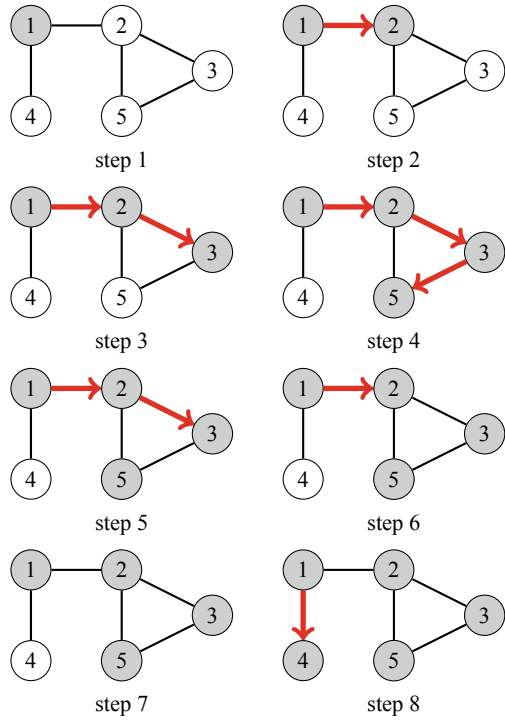 1 2 1 2
3 3
4 5 4 5
step 1 step 2
1 2 1 2
3 3
4 5 4 5
step 3 step 4
1 2 1 2
3 3
4 5 4 5
step 5 step 6
1 2 1 2
3 3
4 5 4 5
step 7 step 8